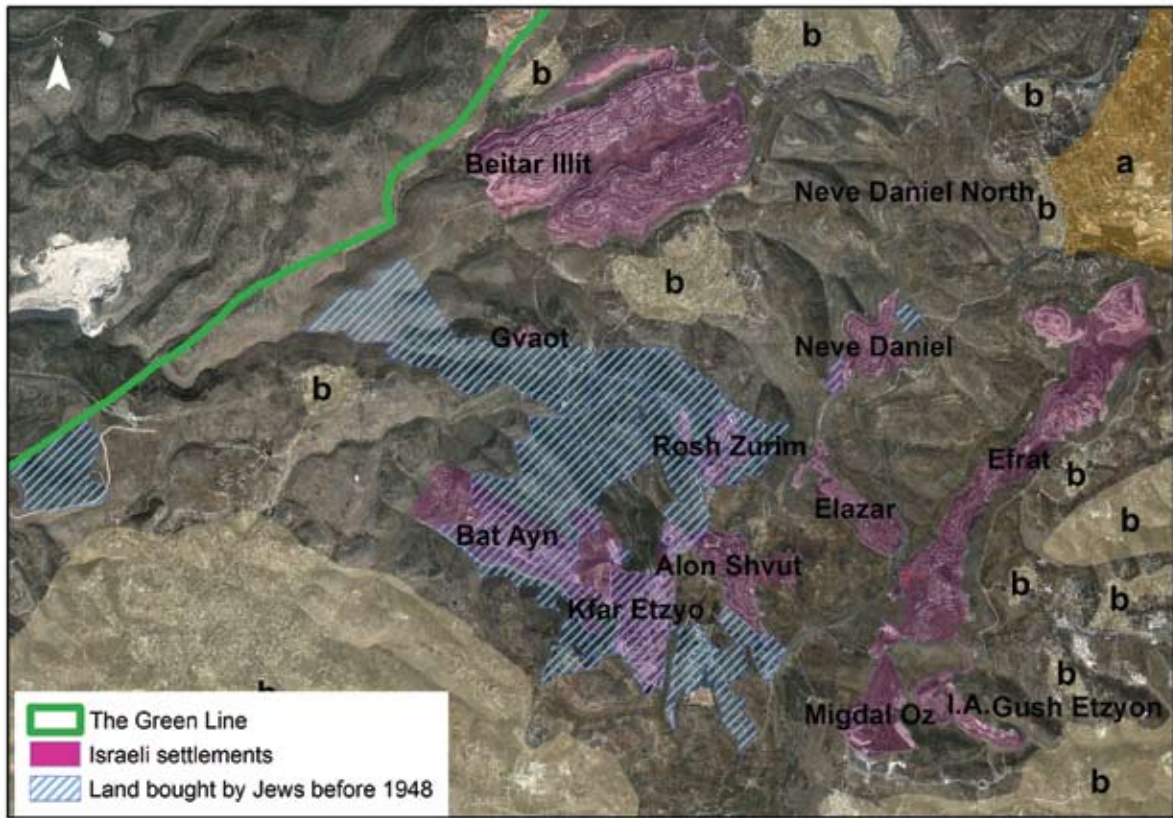 N
b
b
b
a
Beitar Illit
Neve Daniel North
b
b
Gvaot
Neve Daniel
b
Rosh Zurim
Efrat
b
Elazar
b
Bat Ayn
Alon Shvut
b
b
Kfar Etzyo
b
b
Migdal Oz
I.A.Gush Etzyon
b
The Green Line
Israeli settlements
Land bought by Jews before 1948